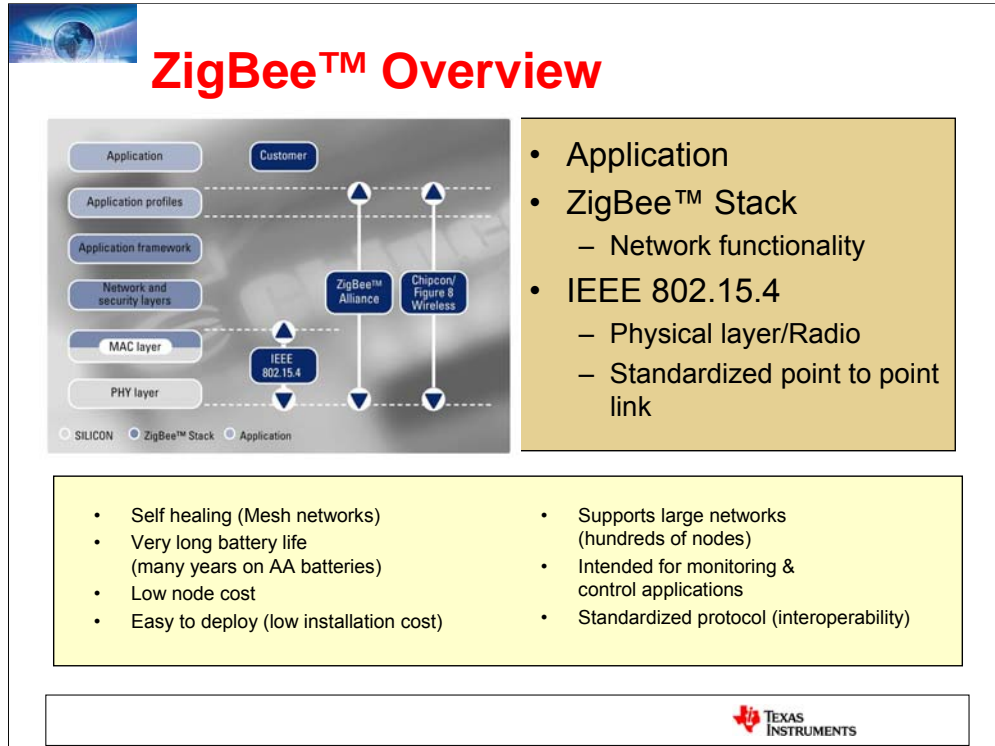 ZigBee™ Overview
Application
Customer
Application profiles
Application framework
Network and
security layers
ZigBee™
Alliance
Chipcon/
Figure 8
Wireless
MAC layer
IEEE
802.15.4
PHY layer
SILICON
ZigBee™ Stack
Application
• Application
• ZigBee™ Stack
– Network functionality
• IEEE 802.15.4
– Physical layer/Radio
– Standardized point to point
link
• Self healing (Mesh networks)
• Very long battery life
(many years on AA batteries)
• Low node cost
• Easy to deploy (low installation cost)
• Supports large networks
(hundreds of nodes)
• Intended for monitoring &
control applications
• Standardized protocol (interoperability)
TEXAS
INSTRUMENTS